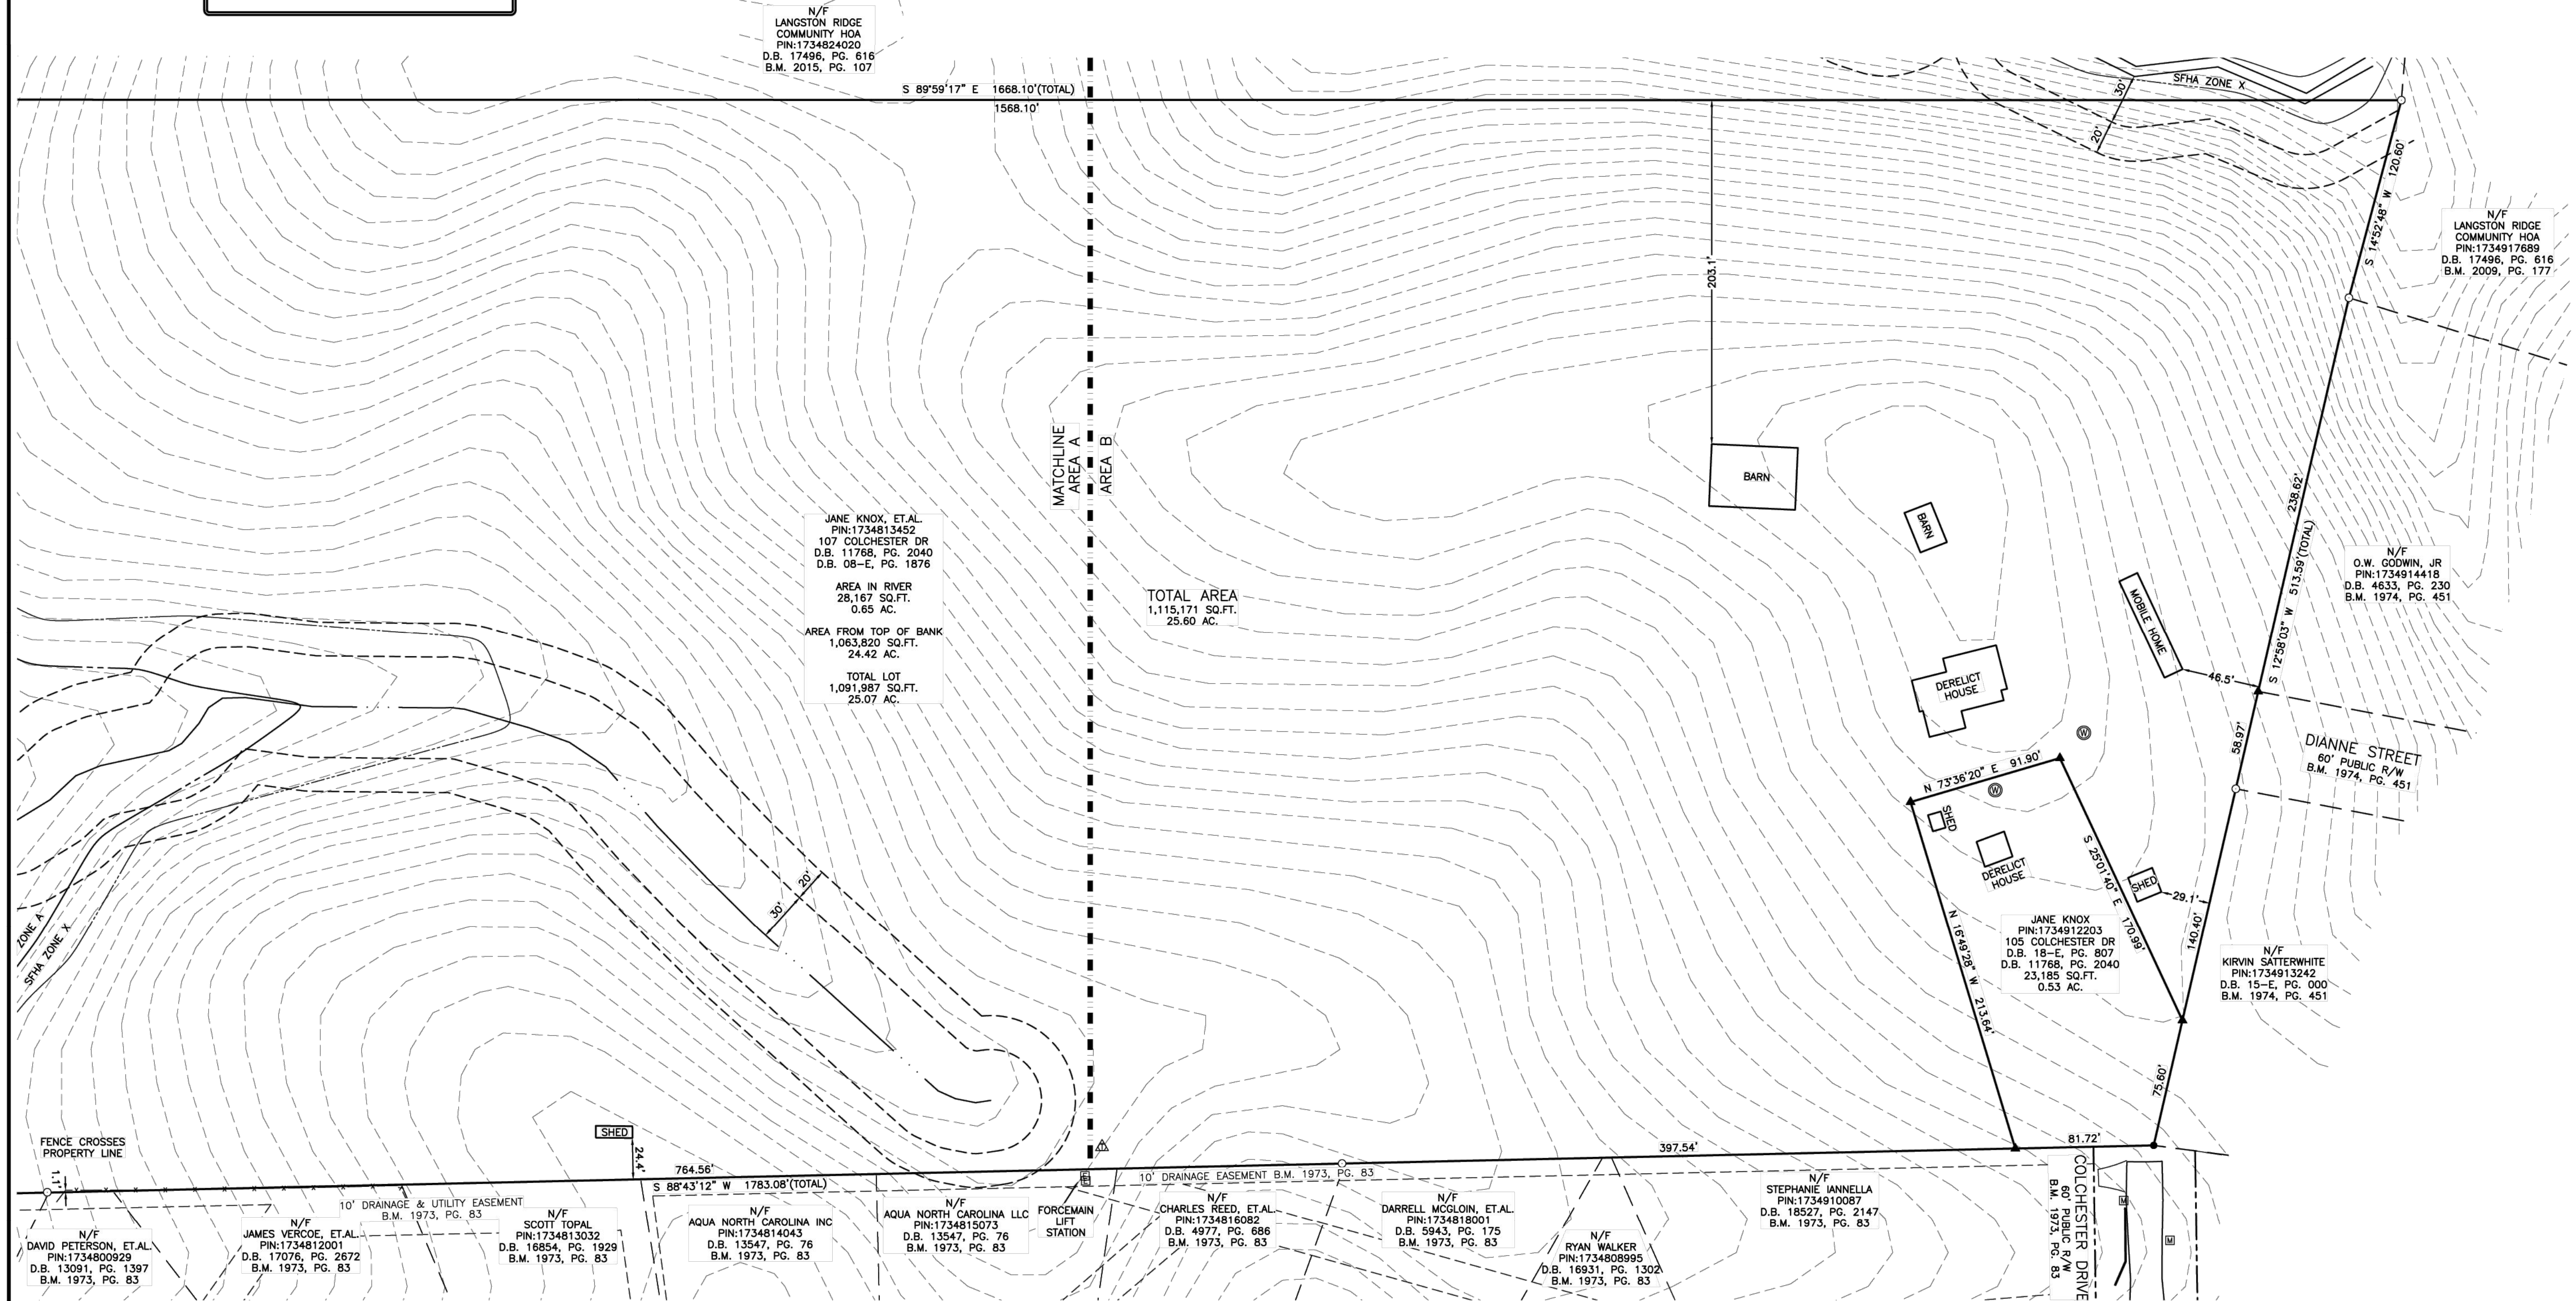 N/F
LANGSTON RIDGE
COMMUNITY HOA
PIN:1734824020
D.B. 17496, PG. 616
B.M. 2015, PG. 107
S 89°59'17" E 1668.10'(TOTAL)
1568.10'
SFHA ZONE X
30'
20'
S 14°52'48" W 120.60'
N/F
LANGSTON RIDGE
COMMUNITY HOA
PIN:1734917689
D.B. 17496, PG. 616
B.M. 2009, PG. 177
203.1'
MATCHLINE
AREA A
AREA B
BARN
BARN
238.62'
S 12°58'03" W 513.59'(TOTAL)
JANE KNOX, ET.AL.
PIN:1734813452
107 COLCHESTER DR
D.B. 11768, PG. 2040
D.B. 08-E, PG. 1876
AREA IN RIVER
28,167 SQ.FT.
0.65 AC.
AREA FROM TOP OF BANK
1,063,820 SQ.FT.
24.42 AC.
TOTAL LOT
1,091,987 SQ.FT.
25.07 AC.
TOTAL AREA
1,115,171 SQ.FT.
25.60 AC.
N/F
O.W. GODWIN, JR
PIN:1734914418
D.B. 4633, PG. 230
B.M. 1974, PG. 451
MOBILE HOME
46.5'
DERELICT
HOUSE
W
58.97'
DIANNE STREET
60' PUBLIC R/W
B.M. 1974, PG. 451
N 73°36'20" E 91.90'
W
SHED
DERELICT
HOUSE
S 25°01'40" E 170.99'
SHED
29.1'
140.40'
20'
30'
ZONE A
SFHA ZONE X
N 16°49'28" W 213.64'
JANE KNOX
PIN:1734912203
105 COLCHESTER DR
D.B. 18-E, PG. 807
D.B. 11768, PG. 2040
23,185 SQ.FT.
0.53 AC.
N/F
KIRVIN SATTERWHITE
PIN:1734913242
D.B. 15-E, PG. 000
B.M. 1974, PG. 451
75.60'
FENCE CROSSES
PROPERTY LINE
1.1'
SHED
24.4'
764.56'
S 88°43'12" W 1783.08'(TOTAL)
397.54'
81.72'
10' DRAINAGE & UTILITY EASEMENT
B.M. 1973, PG. 83
10' DRAINAGE EASEMENT B.M. 1973, PG. 83
N/F
DAVID PETERSON, ET.AL.
PIN:1734800929
D.B. 13091, PG. 1397
B.M. 1973, PG. 83
N/F
JAMES VERCOE, ET.AL.
PIN:1734812001
D.B. 17076, PG. 2672
B.M. 1973, PG. 83
N/F
SCOTT TOPAL
PIN:1734813032
D.B. 16854, PG. 1929
B.M. 1973, PG. 83
N/F
AQUA NORTH CAROLINA INC
PIN:1734814043
D.B. 13547, PG. 76
B.M. 1973, PG. 83
N/F
AQUA NORTH CAROLINA LLC
PIN:1734815073
D.B. 13547, PG. 76
B.M. 1973, PG. 83
FORCEMAIN
LIFT
STATION
N/F
CHARLES REED, ET.AL.
PIN:1734816082
D.B. 4977, PG. 686
B.M. 1973, PG. 83
N/F
DARRELL MCGLOIN, ET.AL.
PIN:1734818001
D.B. 5943, PG. 175
B.M. 1973, PG. 83
N/F
RYAN WALKER
PIN:1734808995
D.B. 16931, PG. 1302
B.M. 1973, PG. 83
N/F
STEPHANIE IANNELLA
PIN:1734910087
D.B. 18527, PG. 2147
B.M. 1973, PG. 83
COLCHESTER DRIVE
60' PUBLIC R/W
B.M. 1973, PG. 83
M
M